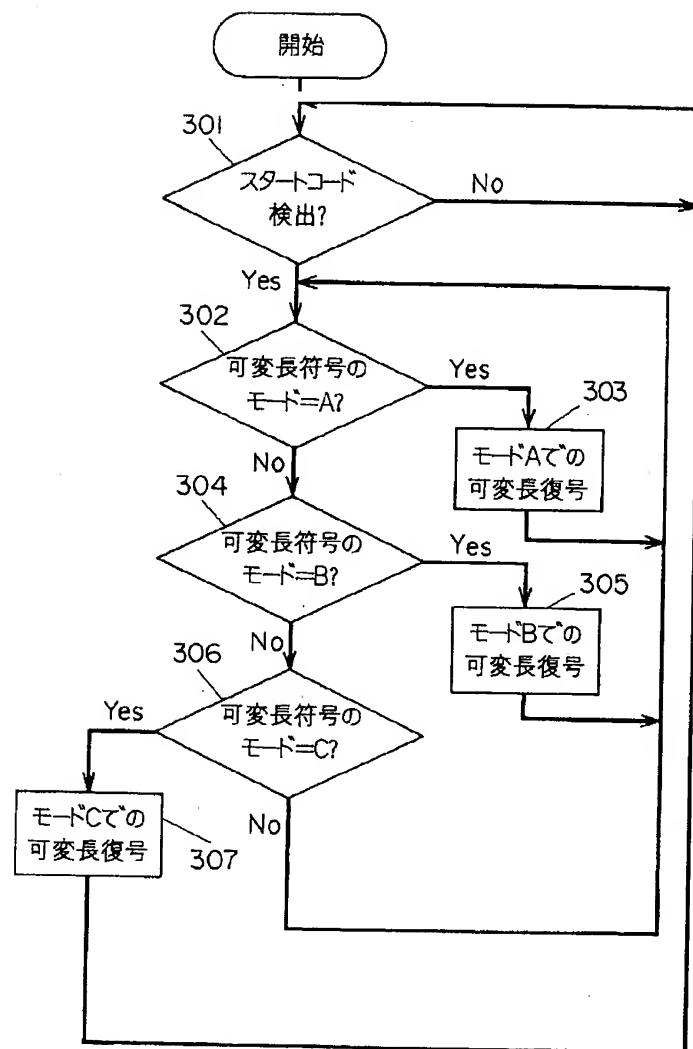 開始
301
スタートコード
検出?
No
Yes
302
可変長符号の
モード=A?
Yes
303
モードAでの
可変長復号
No
304
可変長符号の
モード=B?
Yes
305
モードBでの
可変長復号
No
306
可変長符号の
モード=C?
Yes
モードCでの
可変長復号
307
No